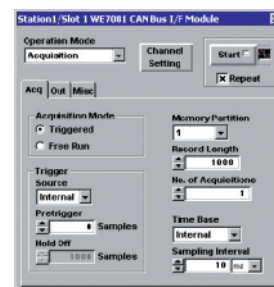 Station1/Slot 1 WE7081 CAN Bus I/F Module
Operation Mode
Acquisition
Channel Setting
Start
Repeat
Acq Out Misc
Acquisition Mode
Triggered
Free Run
Trigger
Source
Internal
Pretrigger
0 Samples
Hold Off
1000 Samples
Memory Partition
1
Record Length
1000
No. of Acquisitions
1
Time Base
Internal
Sampling Interval
10 ms